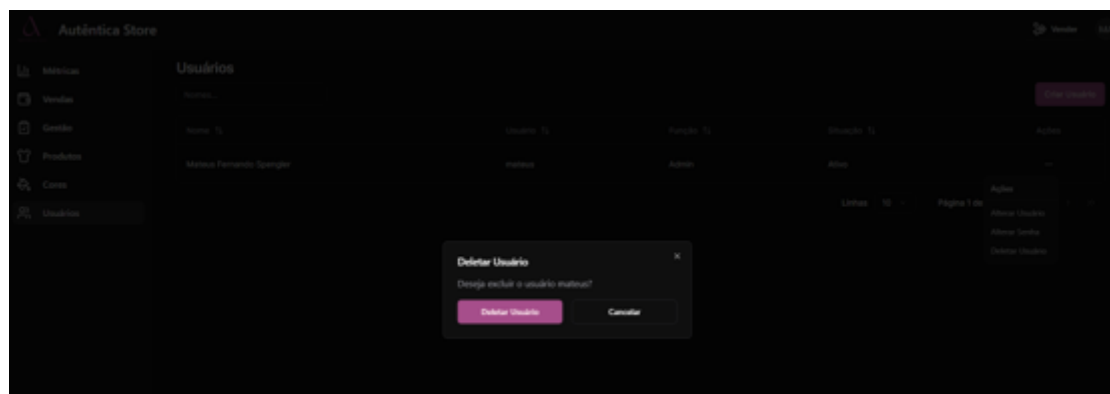 Autêntica Store
Vender
Métricas
Vendas
Gestão
Produtos
Cores
Usuários
Usuários
Nomes...
Criar Usuário
Nome
Usuário
Função
Situação
Ações
Mateus Fernando Spengler
mateus
Admin
Ativo
...
Linhas 10
Página 1 de
Ações
Alterar Usuário
Alterar Senha
Deletar Usuário
Deletar Usuário
Deseja excluir o usuário mateus?
Deletar Usuário
Cancelar